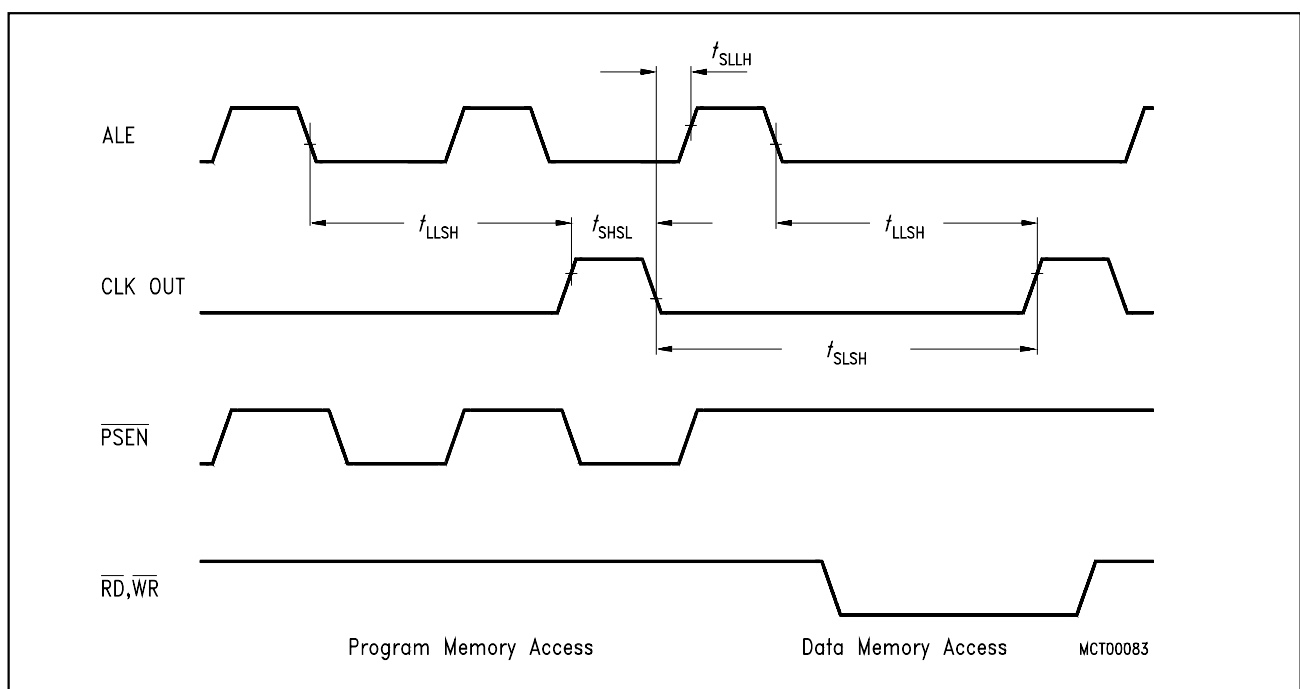 tSLLH
ALE
tLLSH tSHSL tLLSH
CLK OUT
tSLSH
PSEN
RD,WR
Program Memory Access Data Memory Access MCT00083